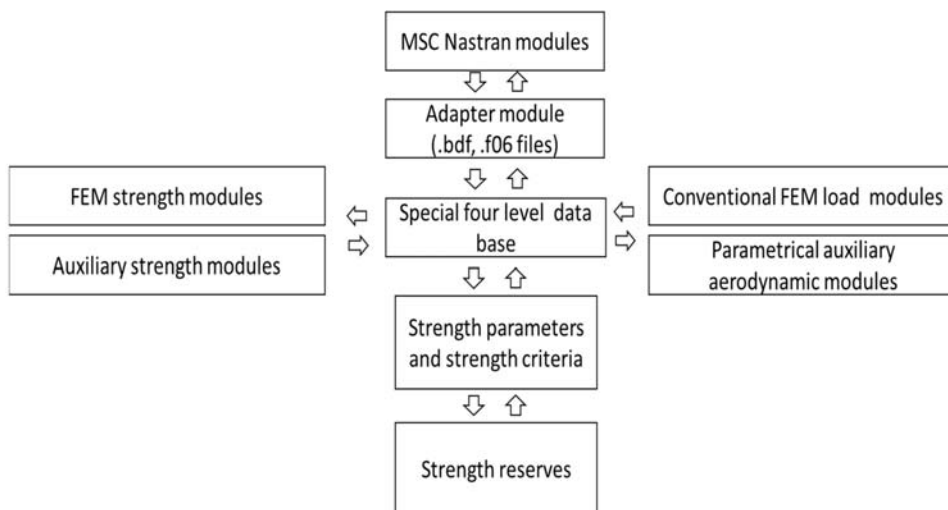 MSC Nastran modules
Adapter module
(.bdf, .f06 files)
FEM strength modules
Auxiliary strength modules
Special four level data
base
Conventional FEM load modules
Parametrical auxiliary
aerodynamic modules
Strength parameters
and strength criteria
Strength reserves